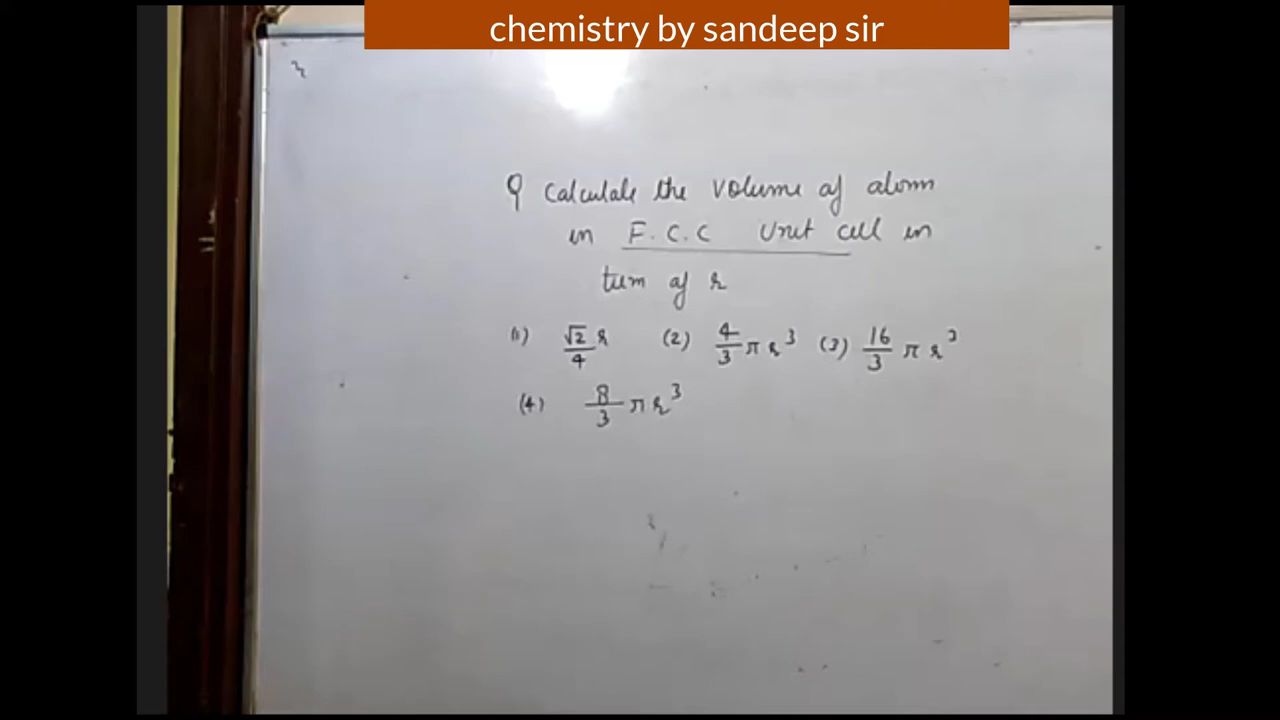 chemistry by sandeep sir
Q Calculate the volume of atom
in F.C.C Unit cell in
term of r
(1) √2/4 r (2) 4/3 π r³ (3) 16/3 π r³
(4) 8/3 π r³